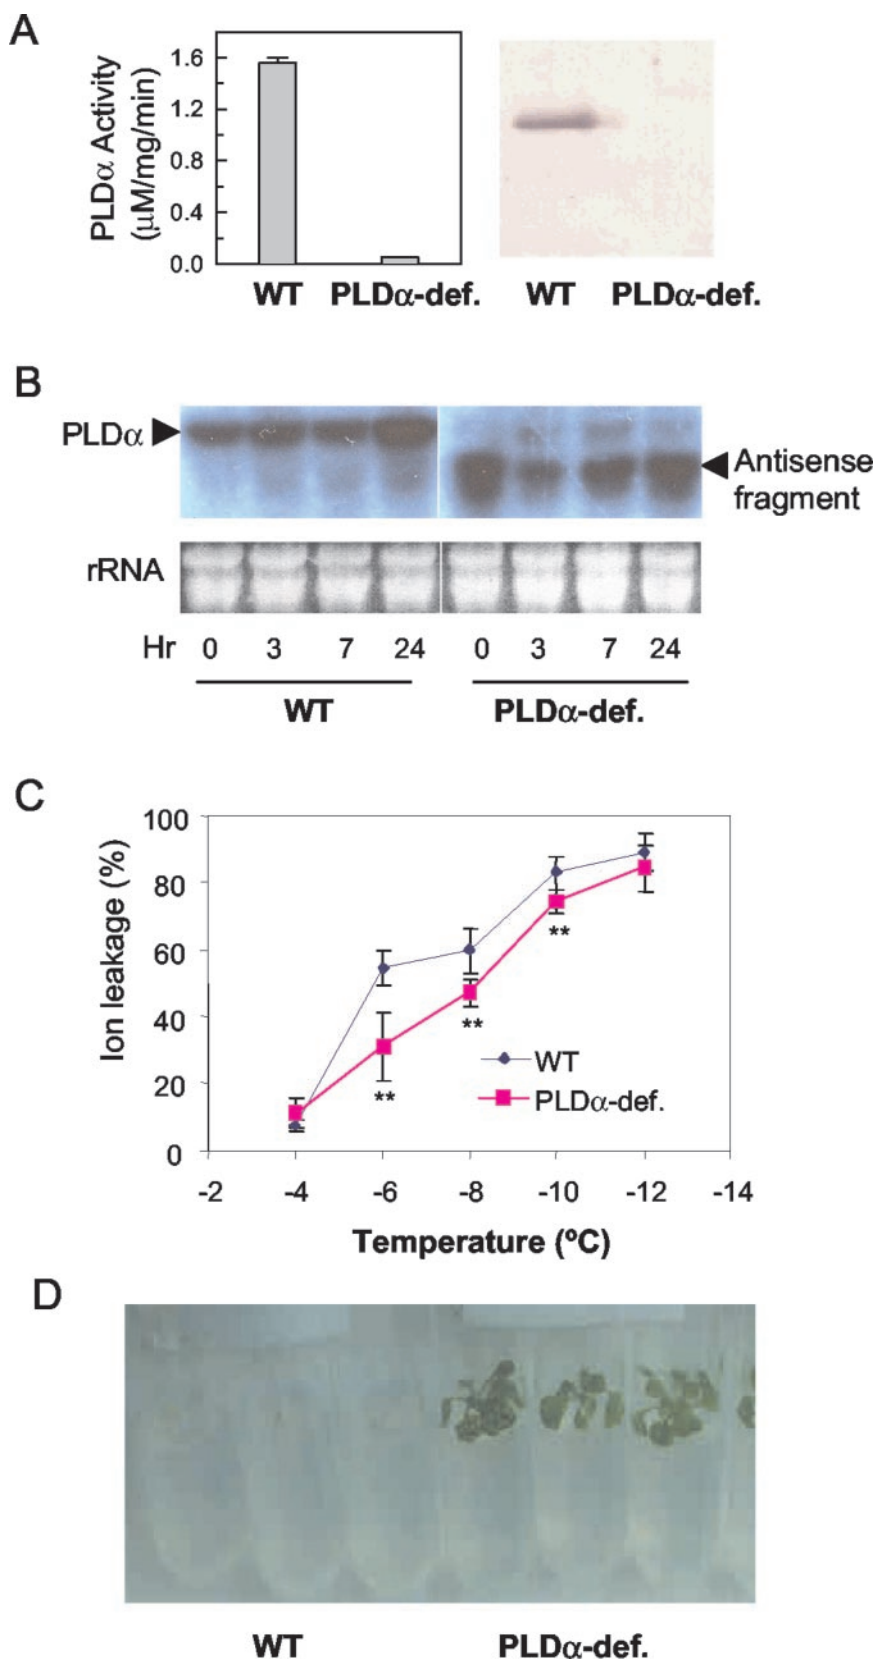 A
PLDα Activity
(μM/mg/min)
1.6
1.2
0.8
0.4
0.0
WT PLDα-def.
WT PLDα-def.
B
PLDα
Antisense
fragment
rRNA
Hr 0 3 7 24 0 3 7 24
WT PLDα-def.
C
Ion leakage (%)
100
80
60
40
20
0
**
**
**
WT
PLDα-def.
-2 -4 -6 -8 -10 -12 -14
Temperature (ºC)
D
WT PLDα-def.